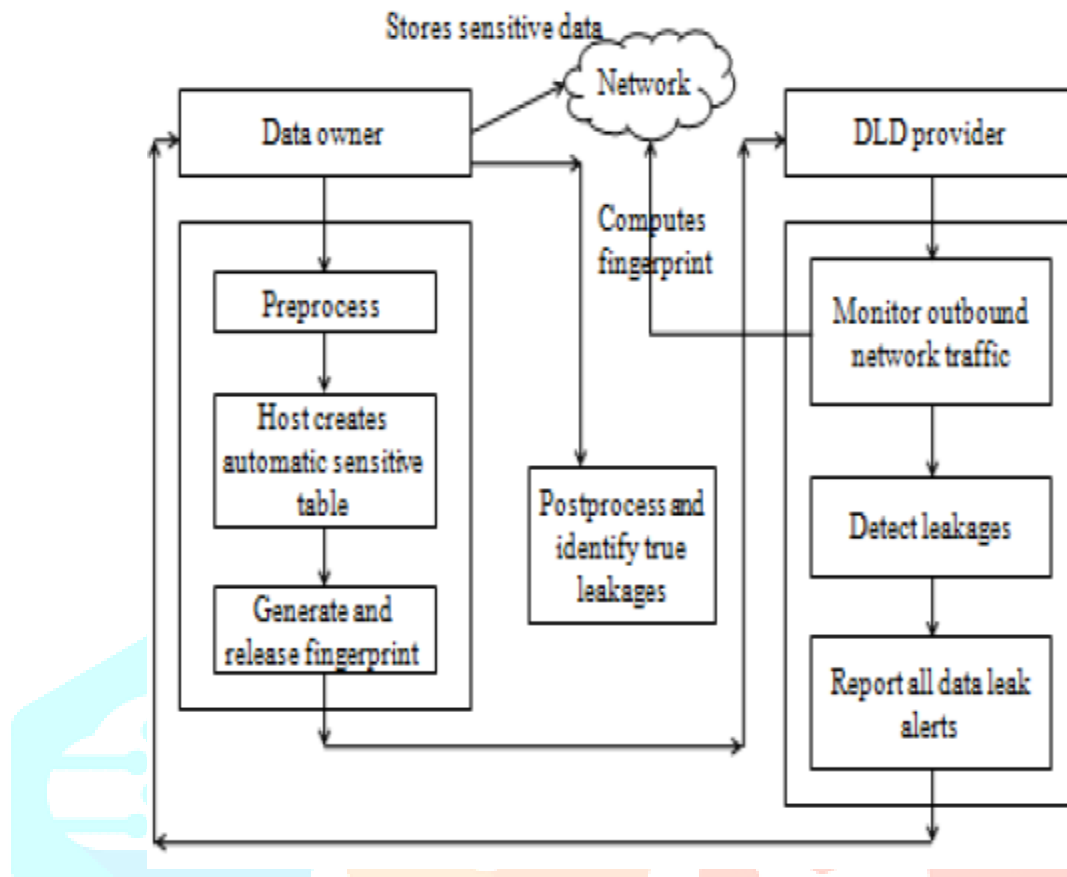 Stores sensitive data
Network
Data owner
DLD provider
Computes
fingerprint
Preprocess
Monitor outbound
network traffic
Host creates
automatic sensitive
table
Postprocess and
identify true
leakages
Detect leakages
Generate and
release fingerprint
Report all data leak
alerts